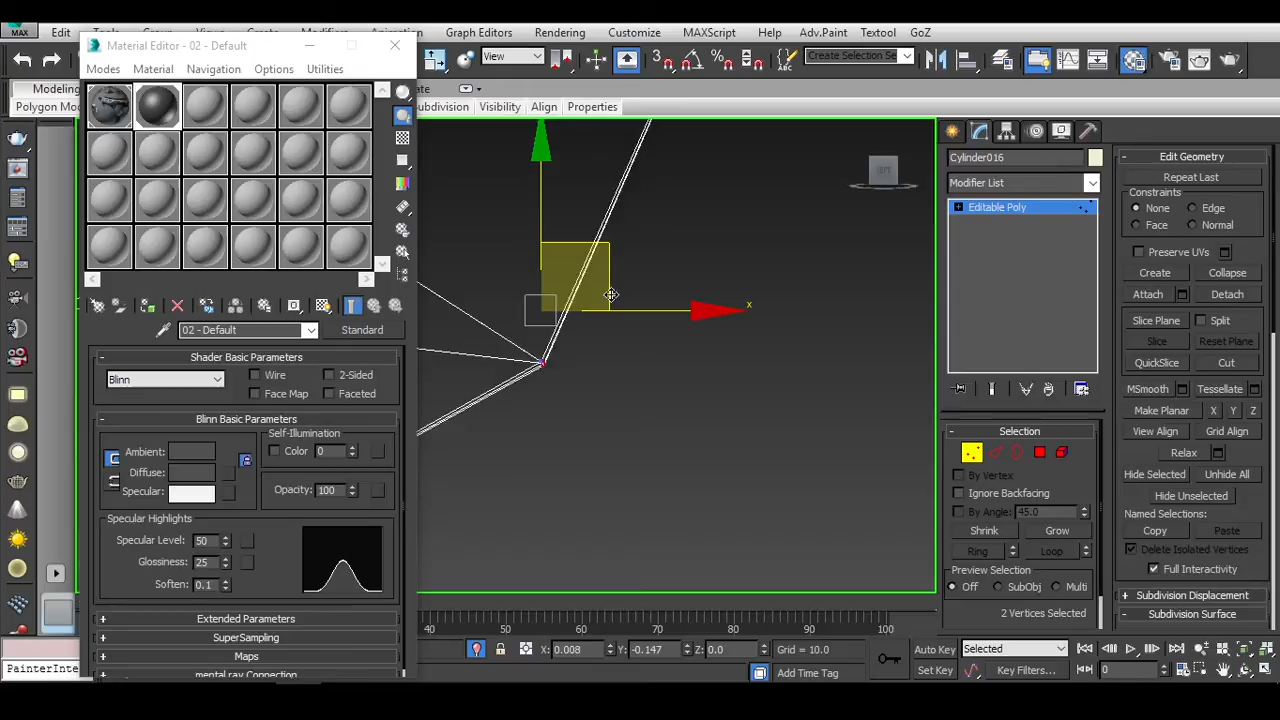 MAX
Edit
Graph Editors
Rendering
Customize
MAXScript
Help
Adv.Paint
Textool
GoZ
Material Editor - 02 - Default
View
Create Selection Se
Modes
Material
Navigation
Options
Utilities
Modeling
Polygon Mo
Visibility
Align
Properties
LEFT
x
02 - Default
Standard
Shader Basic Parameters
Blinn
Wire
2-Sided
Face Map
Faceted
Blinn Basic Parameters
Self-Illumination
Ambient:
Color
0
Diffuse:
Specular:
Opacity:
100
Specular Highlights
Specular Level:
50
Glossiness:
25
Soften:
0.1
Extended Parameters
SuperSampling
Maps
mental ray Connection
Cylinder016
Modifier List
Editable Poly
Selection
By Vertex
Ignore Backfacing
By Angle:
45.0
Shrink
Grow
Ring
Loop
Preview Selection
Off
SubObj
Multi
2 Vertices Selected
Edit Geometry
Repeat Last
Constraints
None
Edge
Face
Normal
Preserve UVs
Create
Collapse
Attach
Detach
Slice Plane
Split
Slice
Reset Plane
QuickSlice
Cut
MSmooth
Tessellate
Make Planar
X
Y
Z
View Align
Grid Align
Relax
Hide Selected
Unhide All
Hide Unselected
Named Selections:
Copy
Paste
Delete Isolated Vertices
Full Interactivity
Subdivision Displacement
Subdivision Surface
40 50 60 70 80 90 100
X: 0.008
Y: -0.147
Z: 0.0
Grid = 10.0
Add Time Tag
Auto Key
Selected
Set Key
Key Filters...
0
PainterInte